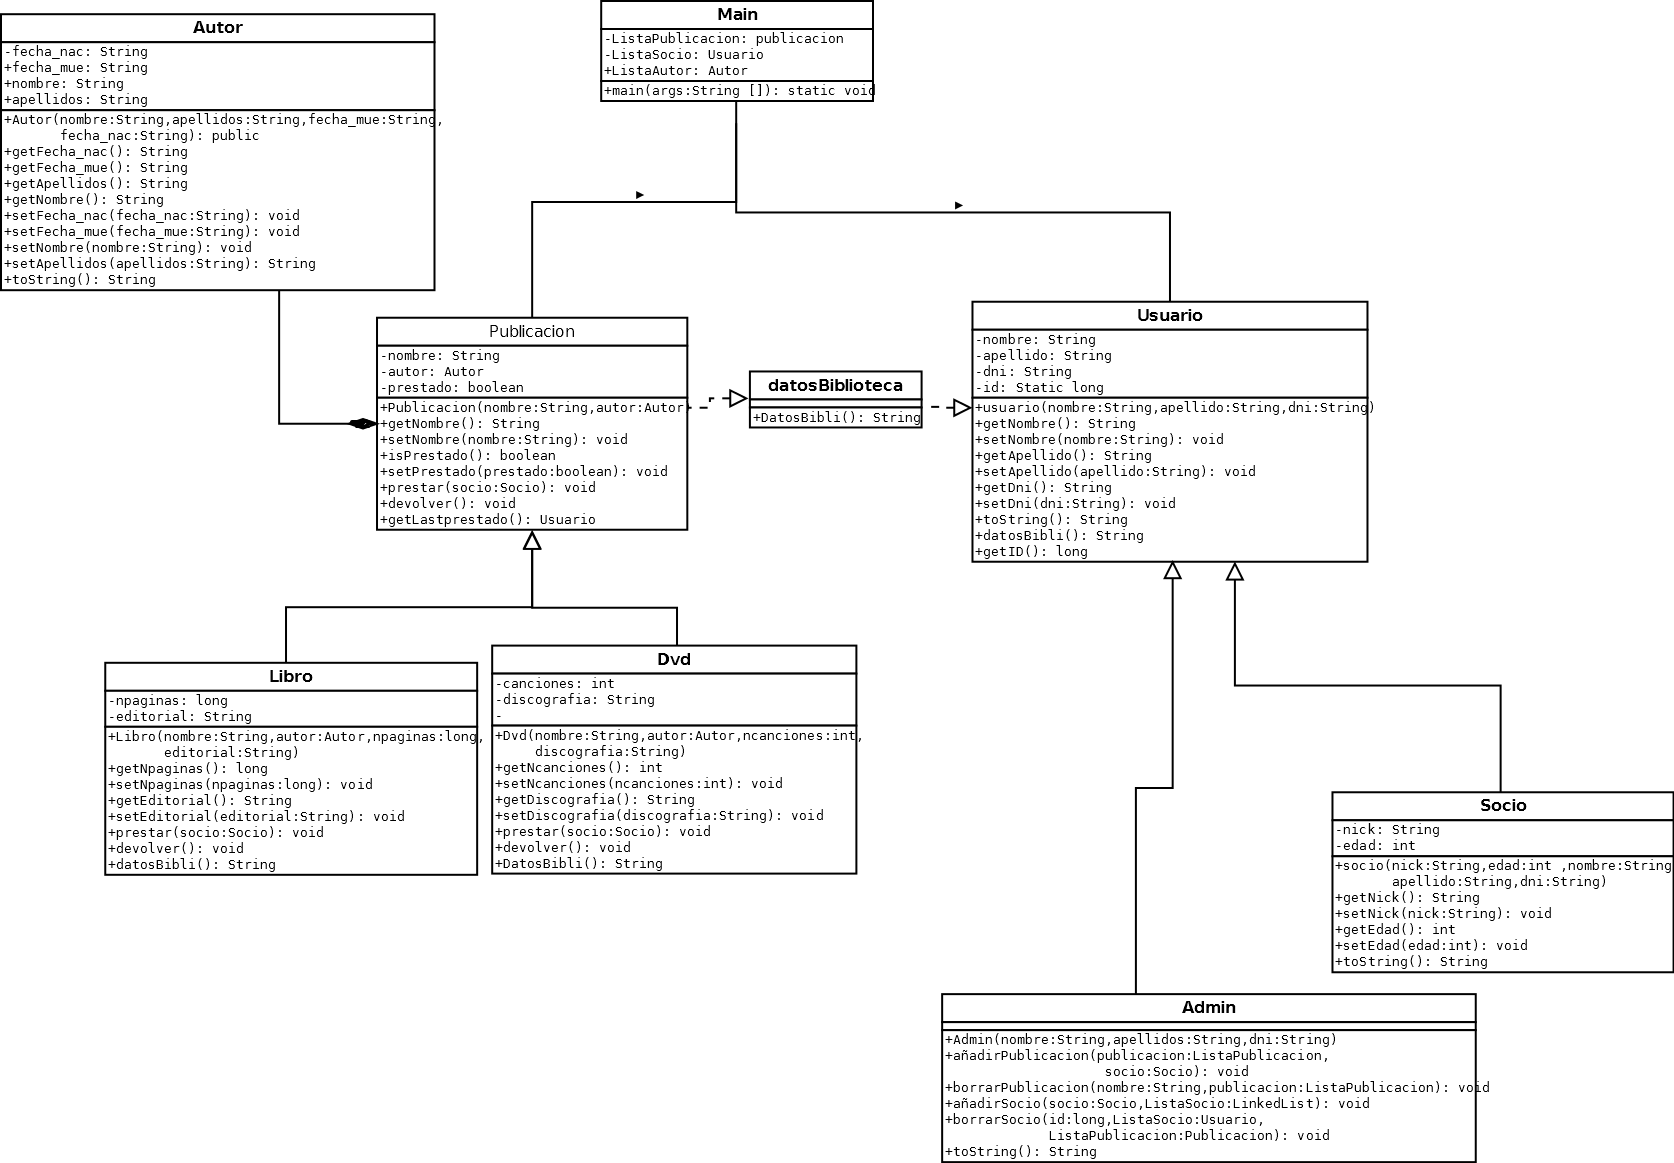 Autor
-fecha_nac: String
+fecha_mue: String
+nombre: String
+apellidos: String
+Autor(nombre:String,apellidos:String,fecha_mue:String,
fecha_nac:String): public
+getFecha_nac(): String
+getFecha_mue(): String
+getApellidos(): String
+getNombre(): String
+setFecha_nac(fecha_nac:String): void
+setFecha_mue(fecha_mue:String): void
+setNombre(nombre:String): void
+setApellidos(apellidos:String): String
+toString(): String
Main
-ListaPublicacion: publicacion
-ListaSocio: Usuario
+ListaAutor: Autor
+main(args:String []): static void
Publicacion
-nombre: String
-autor: Autor
-prestado: boolean
+Publicacion(nombre:String,autor:Autor)
+getNombre(): String
+setNombre(nombre:String): void
+isPrestado(): boolean
+setPrestado(prestado:boolean): void
+prestar(socio:Socio): void
+devolver(): void
+getLastprestado(): Usuario
datosBiblioteca
+DatosBibli(): String
Usuario
-nombre: String
-apellido: String
-dni: String
-id: Static long
+usuario(nombre:String,apellido:String,dni:String)
+getNombre(): String
+setNombre(nombre:String): void
+getApellido(): String
+setApellido(apellido:String): void
+getDni(): String
+setDni(dni:String): void
+toString(): String
+datosBibli(): String
+getID(): long
Libro
-npaginas: long
-editorial: String
+Libro(nombre:String,autor:Autor,npaginas:long,
editorial:String)
+getNpaginas(): long
+setNpaginas(npaginas:long): void
+getEditorial(): String
+setEditorial(editorial:String): void
+prestar(socio:Socio): void
+devolver(): void
+datosBibli(): String
Dvd
-canciones: int
-discografia: String
-
+Dvd(nombre:String,autor:Autor,ncanciones:int,
discografia:String)
+getNcanciones(): int
+setNcanciones(ncanciones:int): void
+getDiscografia(): String
+setDiscografia(discografia:String): void
+prestar(socio:Socio): void
+devolver(): void
+DatosBibli(): String
Socio
-nick: String
-edad: int
+socio(nick:String,edad:int ,nombre:String
apellido:String,dni:String)
+getNick(): String
+setNick(nick:String): void
+getEdad(): int
+setEdad(edad:int): void
+toString(): String
Admin
+Admin(nombre:String,apellidos:String,dni:String)
+añadirPublicacion(publicacion:ListaPublicacion,
socio:Socio): void
+borrarPublicacion(nombre:String,publicacion:ListaPublicacion): void
+añadirSocio(socio:Socio,ListaSocio:LinkedList): void
+borrarSocio(id:long,ListaSocio:Usuario,
ListaPublicacion:Publicacion): void
+toString(): String